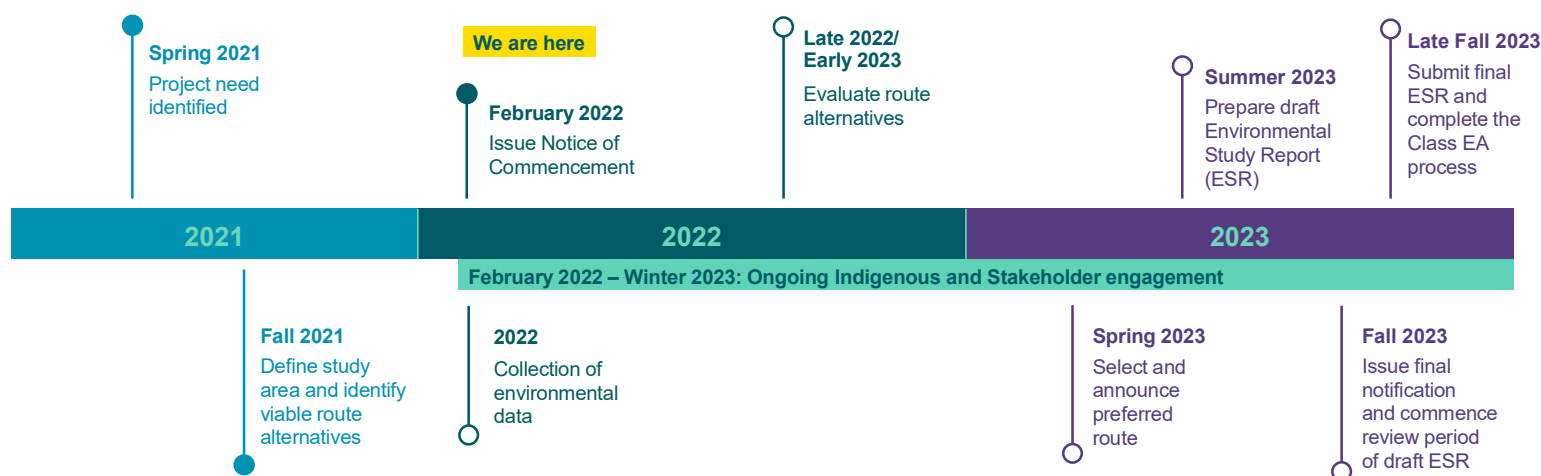 We are here
Spring 2021
Project need
identified
February 2022
Issue Notice of
Commencement
Late 2022/
Early 2023
Evaluate route
alternatives
Summer 2023
Prepare draft
Environmental
Study Report
(ESR)
Late Fall 2023
Submit final
ESR and
complete the
Class EA
process
2021
2022
2023
February 2022 – Winter 2023: Ongoing Indigenous and Stakeholder engagement
Fall 2021
Define study
area and identify
viable route
alternatives
2022
Collection of
environmental
data
Spring 2023
Select and
announce
preferred
route
Fall 2023
Issue final
notification
and commence
review period
of draft ESR